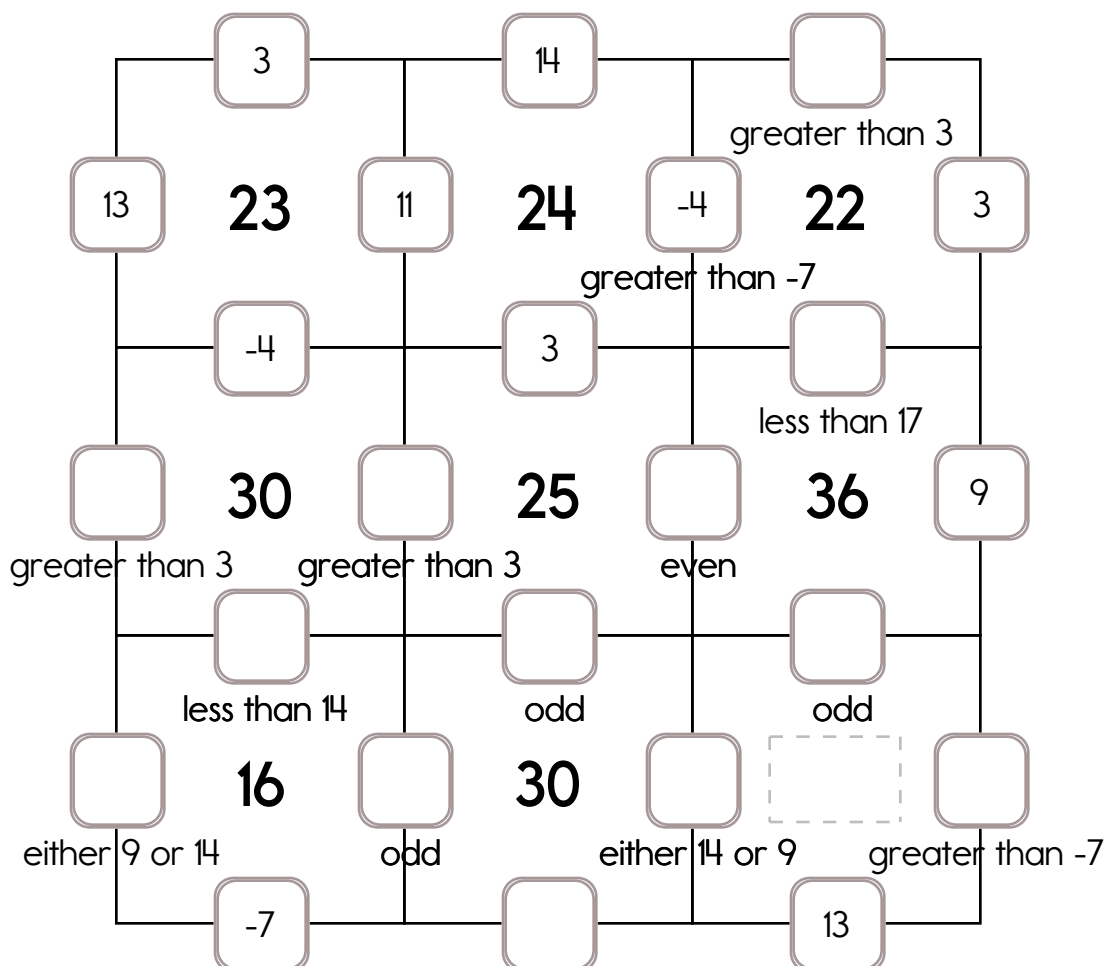 3 14
greater than 3
13 23 11 24 -4 22 3
greater than -7
-4 3
less than 17
30 25 36 9
greater than 3 greater than 3 even
less than 14 odd odd
16 30
either 9 or 14 odd either 14 or 9 greater than -7
-7 13